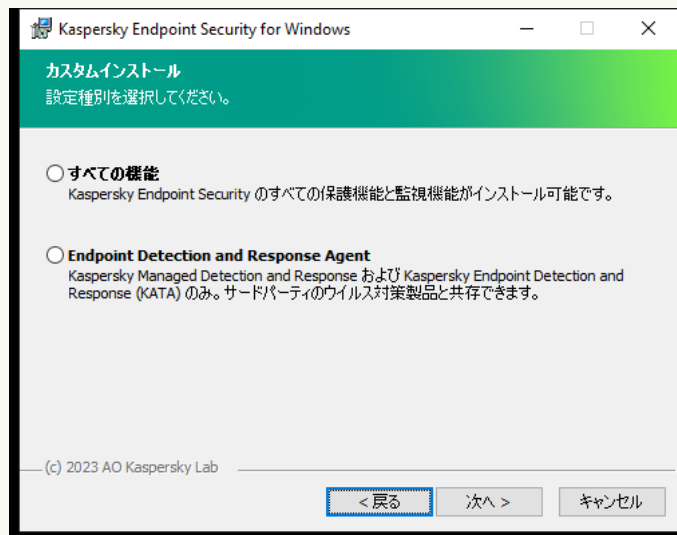 Kaspersky Endpoint Security for Windows
カスタムインストール
設定種別を選択してください。
すべての機能
Kaspersky Endpoint Security のすべての保護機能と監視機能がインストール可能です。
Endpoint Detection and Response Agent
Kaspersky Managed Detection and Response および Kaspersky Endpoint Detection and
Response (KATA) のみ。サードパーティのウイルス対策製品と共存できます。
(c) 2023 AO Kaspersky Lab
< 戻る 次へ > キャンセル